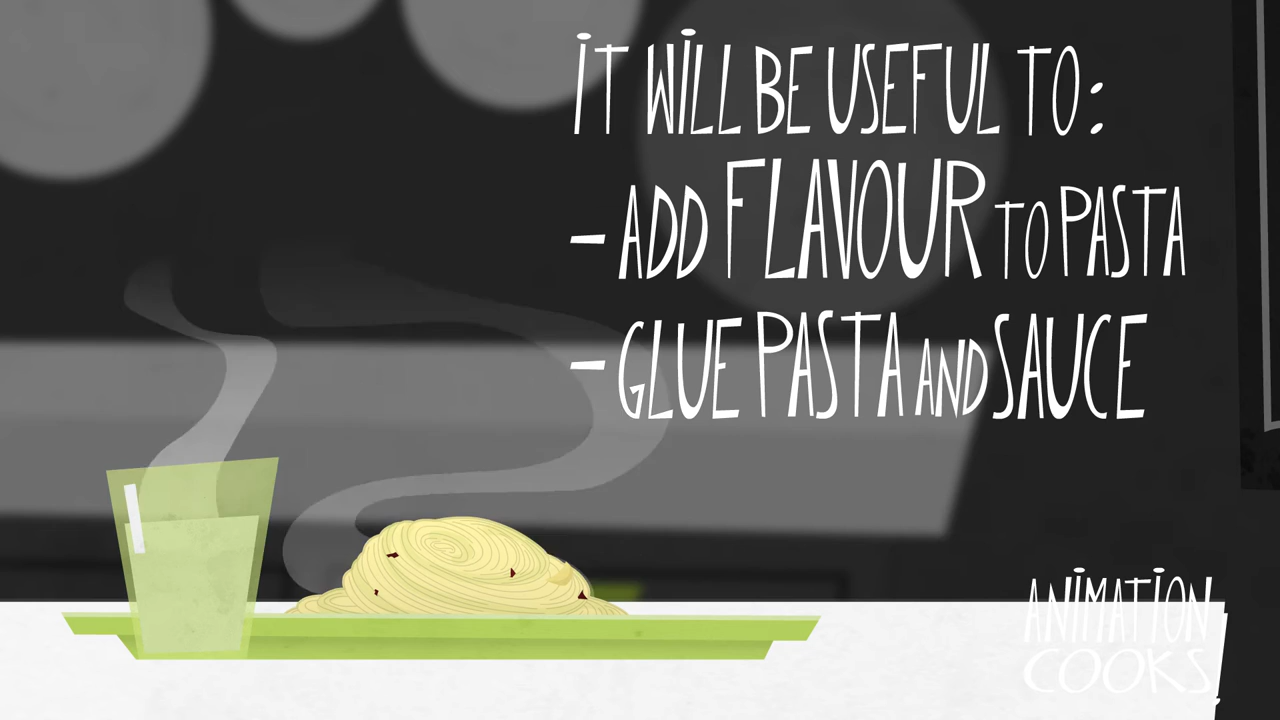 iT WiLL BE USEFUL TO:
- ADD FLAVOUR TO PASTA
- GLUE PASTA AND SAUCE
ANiMATiON
COOKS